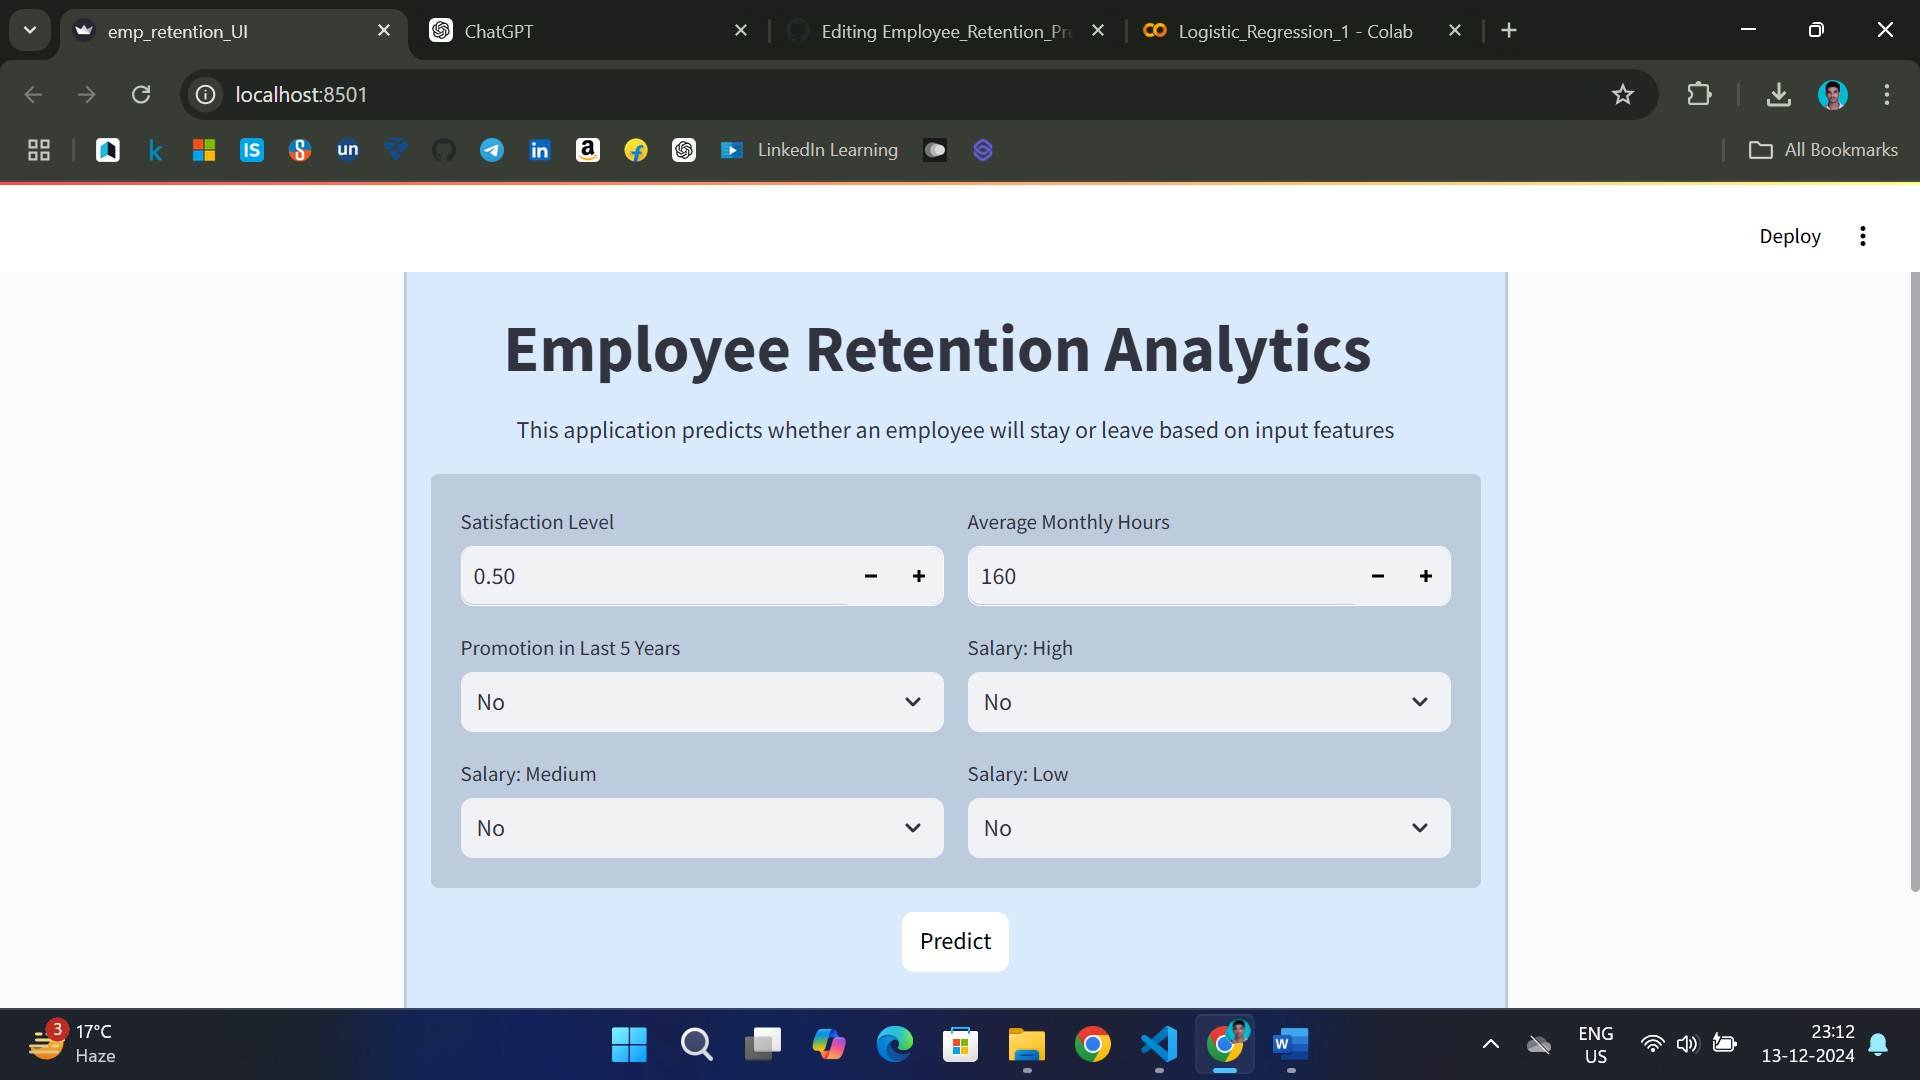 emp_retention_UI
ChatGPT
Editing Employee_Retention_Pr
Logistic_Regression_1 - Colab
localhost:8501
k
IS
un
in
a
LinkedIn Learning
All Bookmarks
Deploy
Employee Retention Analytics
This application predicts whether an employee will stay or leave based on input features
Satisfaction Level
Average Monthly Hours
0.50
160
Promotion in Last 5 Years
Salary: High
No
No
Salary: Medium
Salary: Low
No
No
Predict
3
17°C
Haze
W
ENG
US
23:12
13-12-2024